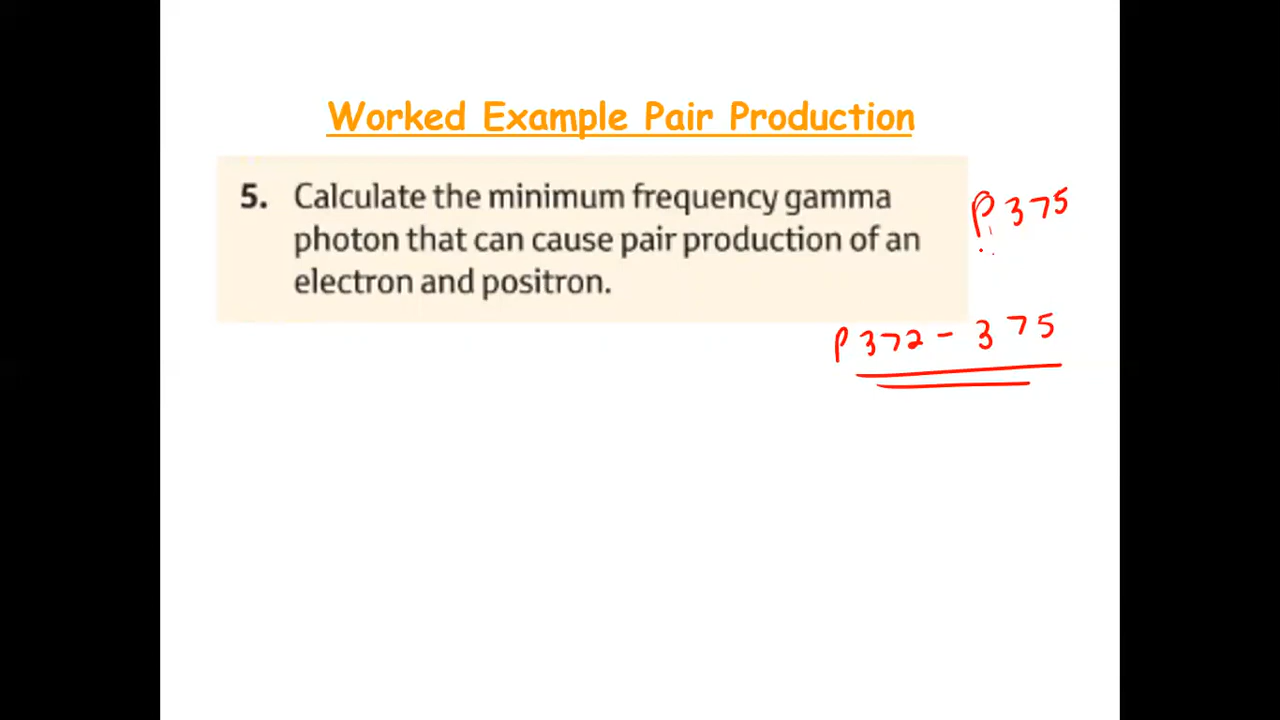 Worked Example Pair Production
5. Calculate the minimum frequency gamma
photon that can cause pair production of an
electron and positron.
P 375
P 372 - 375